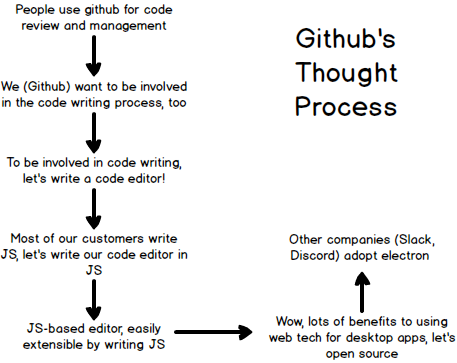 People use github for code
review and management
Github's
Thought
Process
We (Github) want to be involved
in the code writing process, too
To be involved in code writing,
let's write a code editor!
Most of our customers write
JS, let's write our code editor in
JS
JS-based editor, easily
extensible by writing JS
Wow, lots of benefits to using
web tech for desktop apps, let's
open source
Other companies (Slack,
Discord) adopt electron